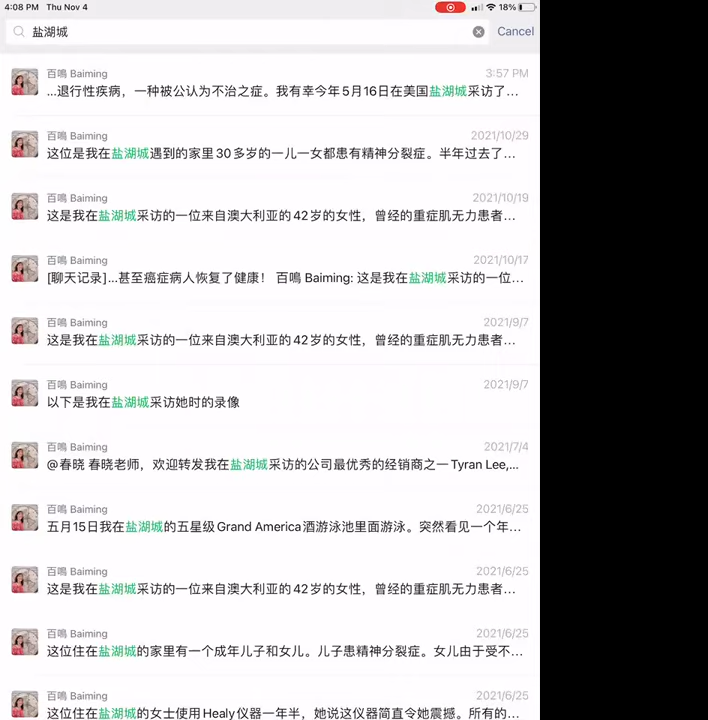 4:08 PM Thu Nov 4 18%
盐湖城 Cancel
百鳴 Baiming 3:57 PM
...退行性疾病，一种被公认为不治之症。我有幸今年5月16日在美国盐湖城采访了...
百鳴 Baiming 2021/10/29
这位是我在盐湖城遇到的家里30多岁的一儿一女都患有精神分裂症。半年过去了...
百鳴 Baiming 2021/10/19
这是我在盐湖城采访的一位来自澳大利亚的42岁的女性，曾经的重症肌无力患者...
百鳴 Baiming 2021/10/17
[聊天记录]...甚至癌症病人恢复了健康！ 百鳴 Baiming: 这是我在盐湖城采访的一位...
百鳴 Baiming 2021/9/7
这是我在盐湖城采访的一位来自澳大利亚的42岁的女性，曾经的重症肌无力患者...
百鳴 Baiming 2021/9/7
以下是我在盐湖城采访她时的录像
百鳴 Baiming 2021/7/4
@春晓 春晓老师，欢迎转发我在盐湖城采访的公司最优秀的经销商之一Tyran Lee,...
百鳴 Baiming 2021/6/25
五月15日我在盐湖城的五星级Grand America酒游泳池里面游泳。突然看见一个年...
百鳴 Baiming 2021/6/25
这是我在盐湖城采访的一位来自澳大利亚的42岁的女性，曾经的重症肌无力患者...
百鳴 Baiming 2021/6/25
这位住在盐湖城的家里有一个成年儿子和女儿。儿子患精神分裂症。女儿由于受不...
百鳴 Baiming 2021/6/25
这位住在盐湖城的女士使用Healy仪器一年半，她说这仪器简直令她震撼。所有的...